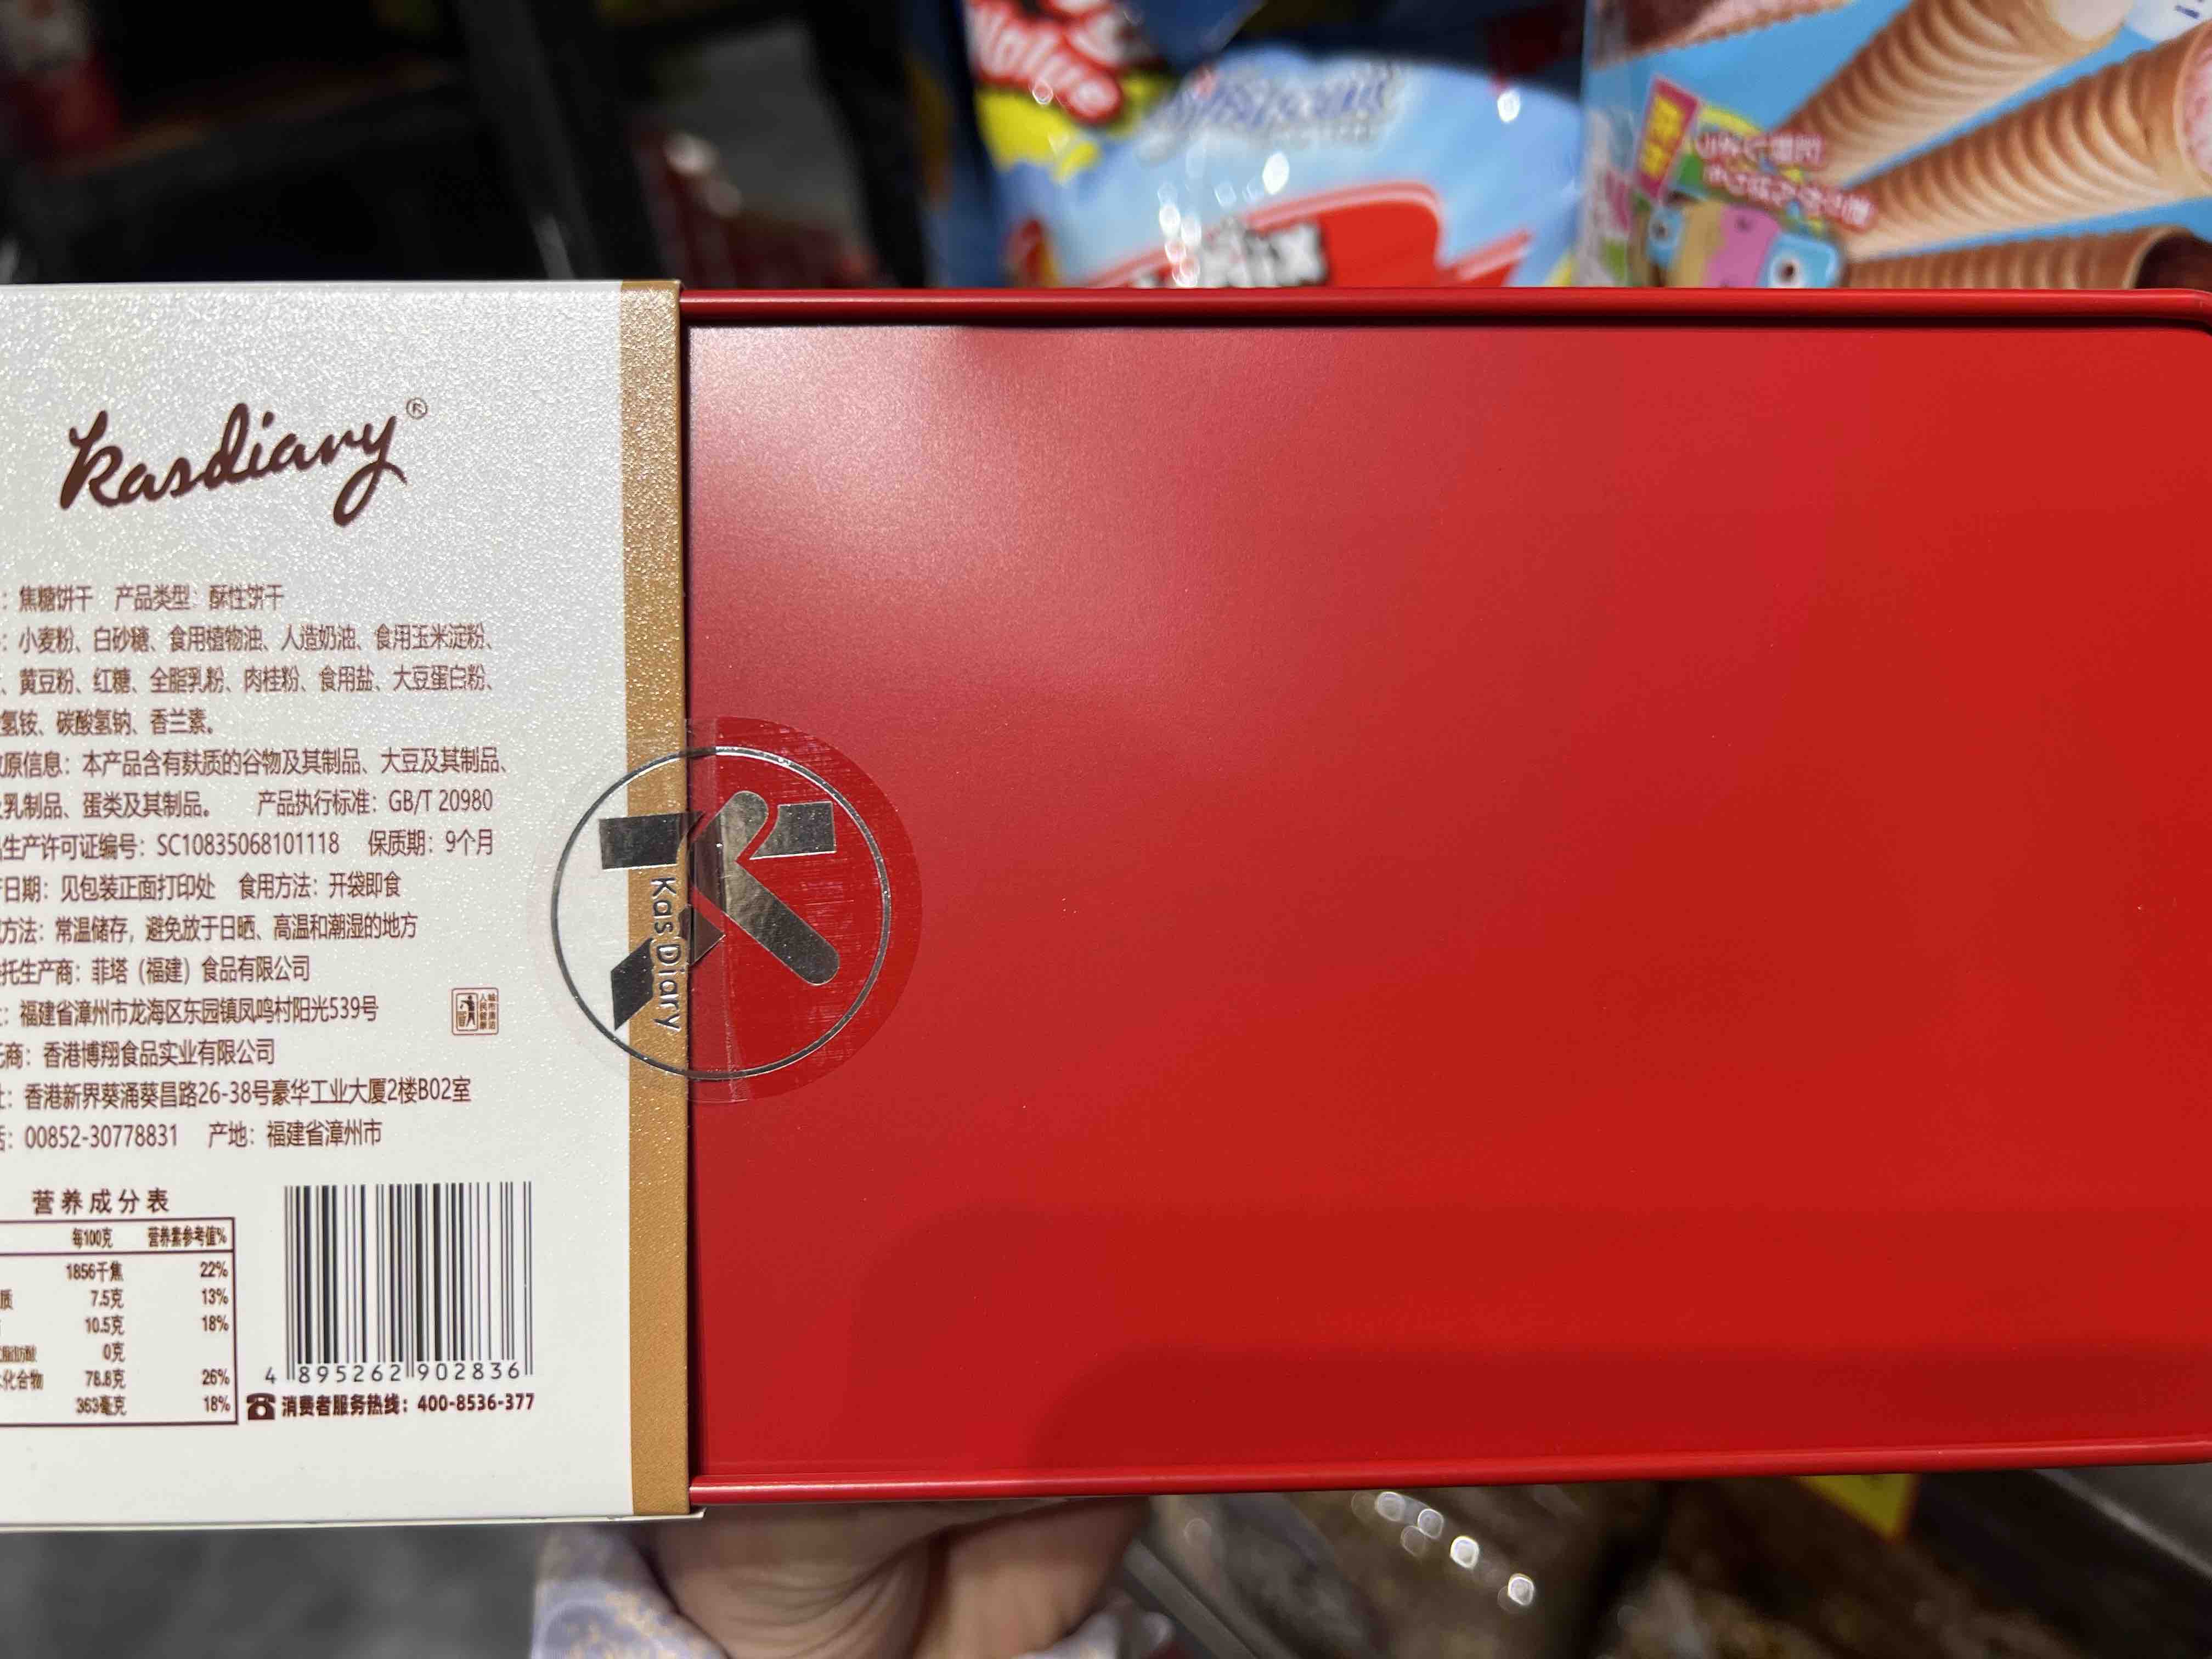 kasdiary®
：焦糖饼干 产品类型：酥性饼干
：小麦粉、白砂糖、食用植物油、人造奶油、食用玉米淀粉、
、黄豆粉、红糖、全脂乳粉、肉桂粉、食用盐、大豆蛋白粉、
氢铵、碳酸氢钠、香兰素。
原信息：本产品含有麸质的谷物及其制品、大豆及其制品、
乳制品、蛋类及其制品。 产品执行标准：GB/T 20980
生产许可证编号：SC10835068101118 保质期：9个月
日期：见包装正面打印处 食用方法：开袋即食
方法：常温储存，避免放于日晒、高温和潮湿的地方
托生产商：菲塔（福建）食品有限公司
：福建省漳州市龙海区东园镇凤鸣村阳光539号
商：香港博翔食品实业有限公司
：香港新界葵涌葵昌路26-38号豪华工业大厦2楼B02室
：00852-30778831 产地：福建省漳州市
营养成分表
每100克 营养素参考值%
1856千焦 22%
质 7.5克 13%
10.5克 18%
脂肪酸 0克
化合物 78.8克 26%
363毫克 18%
4 895262 902836
消费者服务热线：400-8536-377
KasDiary